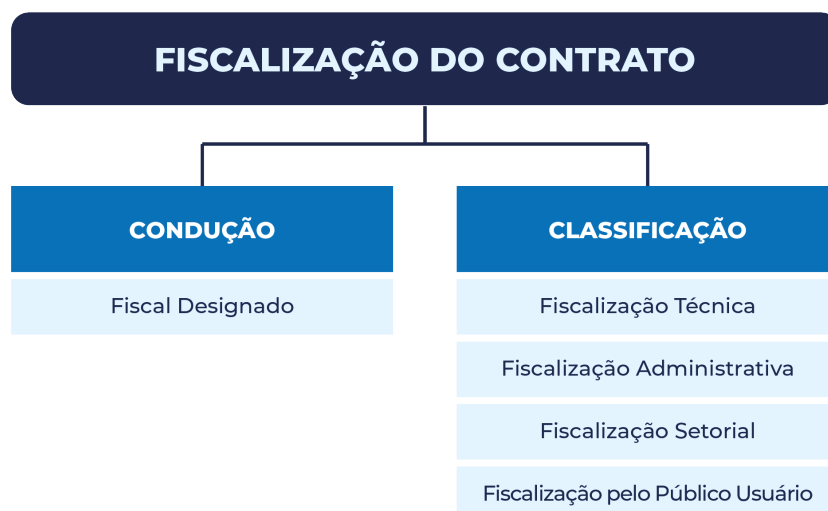 FISCALIZAÇÃO DO CONTRATO
CONDUÇÃO
Fiscal Designado
CLASSIFICAÇÃO
Fiscalização Técnica
Fiscalização Administrativa
Fiscalização Setorial
Fiscalização pelo Público Usuário